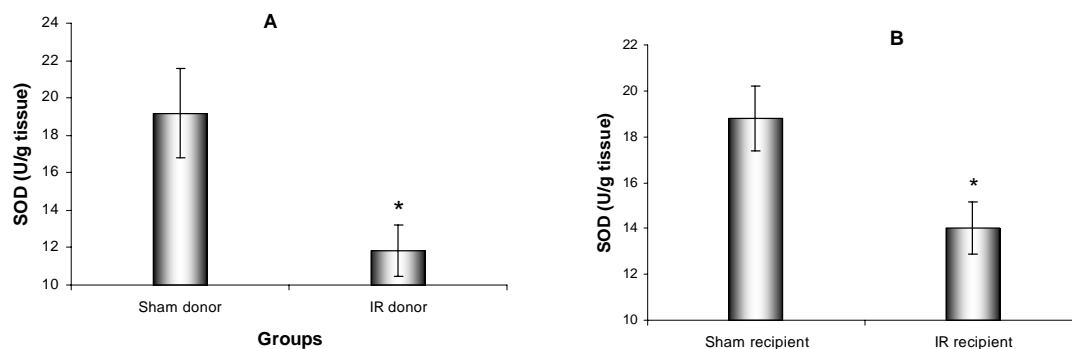 A
SOD (U/g tissue)
24
22
20
18
16
14
12
10
*
Sham donor
IR donor
Groups
B
SOD (U/g tissue)
22
20
18
16
14
12
10
*
Sham recipient
IR recipient